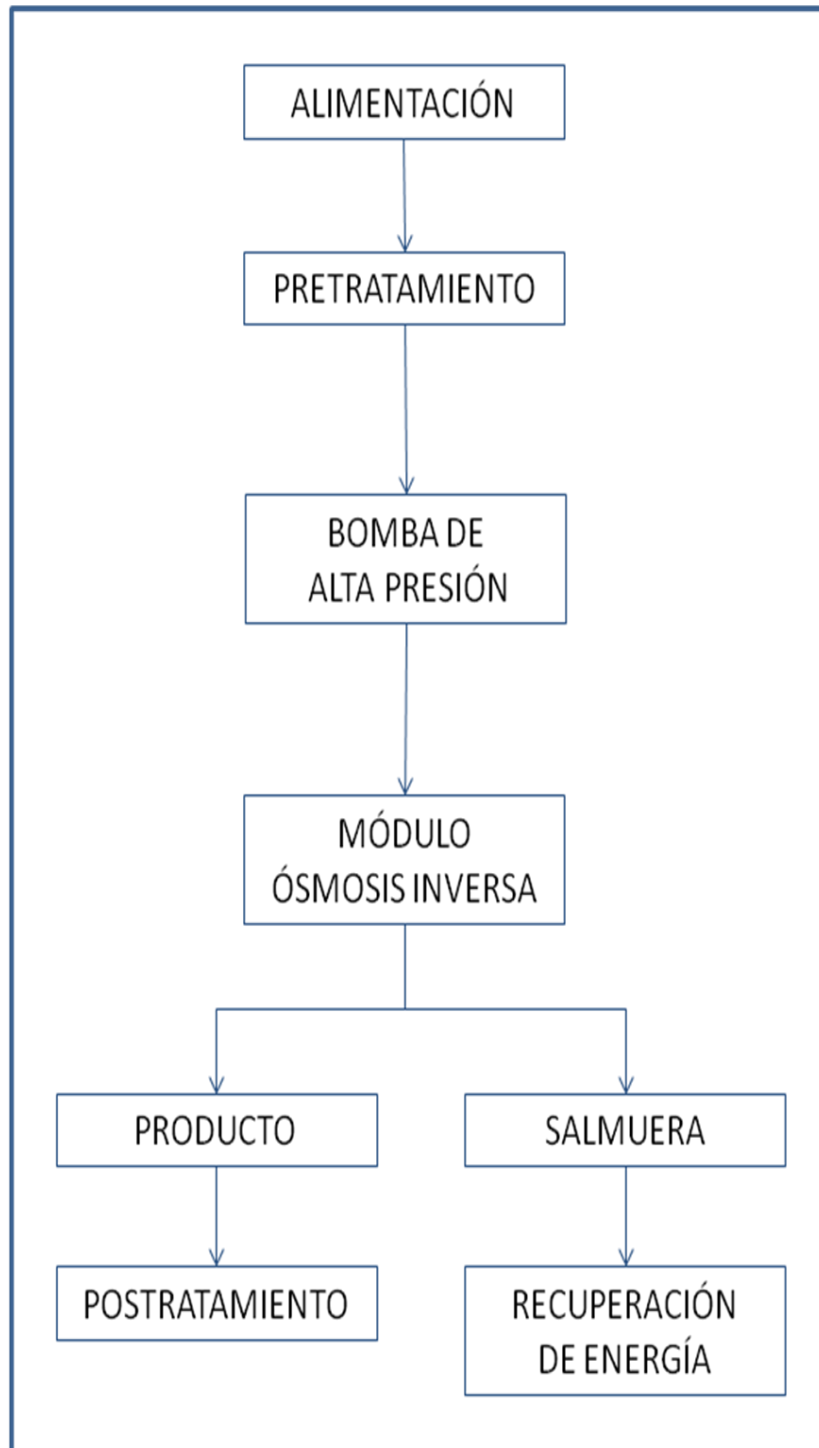 ALIMENTACIÓN
PRETRATAMIENTO
BOMBA DE
ALTA PRESIÓN
MÓDULO
ÓSMOSIS INVERSA
PRODUCTO
SALMUERA
POSTRATAMIENTO
RECUPERACIÓN
DE ENERGÍA